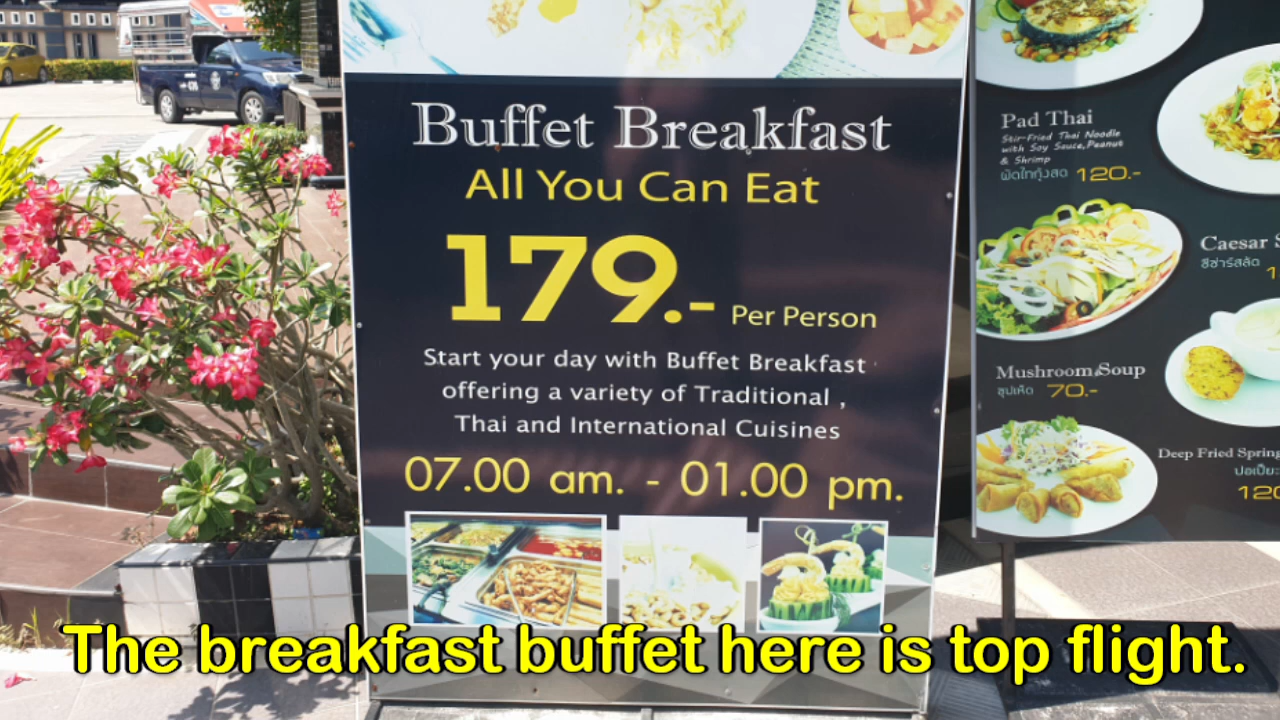 Buffet Breakfast
All You Can Eat
179.- Per Person
Start your day with Buffet Breakfast
offering a variety of Traditional ,
Thai and International Cuisines
07.00 am. - 01.00 pm.
Pad Thai
Stir-Fried Thai Noodle
with Soy Sauce,Peanut
& Shrimp
ผัดไทกุ้งสด 120.-
Caesar S
ซีซ่าร์สลัด
Mushroom Soup
ซุปเห็ด 70.-
Deep Fried Spring
ปอเปี๊ยะ
120
The breakfast buffet here is top flight.